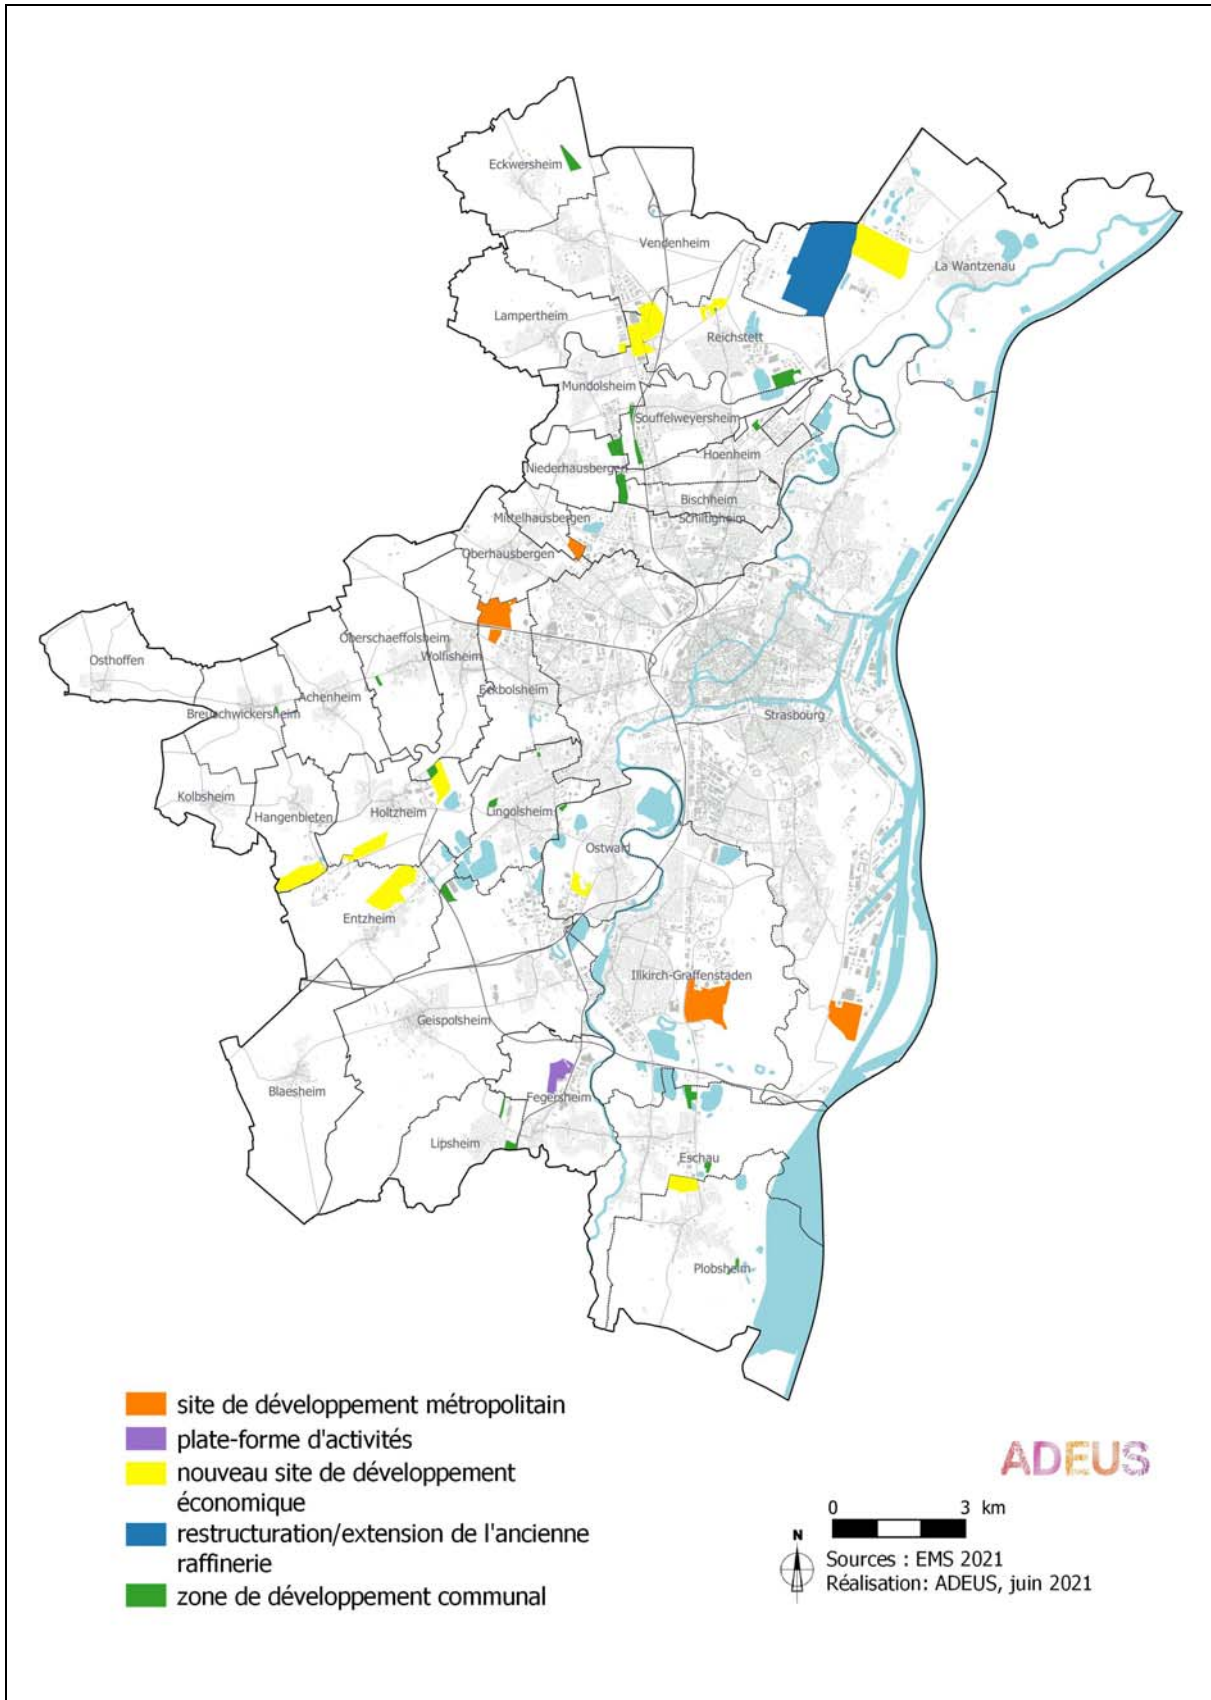 Eckwersheim
Vendenheim
La Wantzenau
Lampertheim
Reichstett
Mundolsheim
Souffelweyersheim
Hoenheim
Niederhausbergen
Bischheim
Mittelhausbergen
Schiltigheim
Oberhausbergen
Oberschaeffolsheim
Wolfisheim
Osthoffen
Eckbolsheim
Achenheim
Breuschwickersheim
Strasbourg
Kolbsheim
Holtzheim
Lingolsheim
Hangenbieten
Ostwald
Entzheim
Illkirch-Graffenstaden
Geispolsheim
Blaesheim
Fegersheim
Lipsheim
Eschau
Plobsheim
site de développement métropolitain
plate-forme d'activités
nouveau site de développement
économique
restructuration/extension de l'ancienne
raffinerie
zone de développement communal
ADEUS
0 3 km
N
Sources : EMS 2021
Réalisation: ADEUS, juin 2021